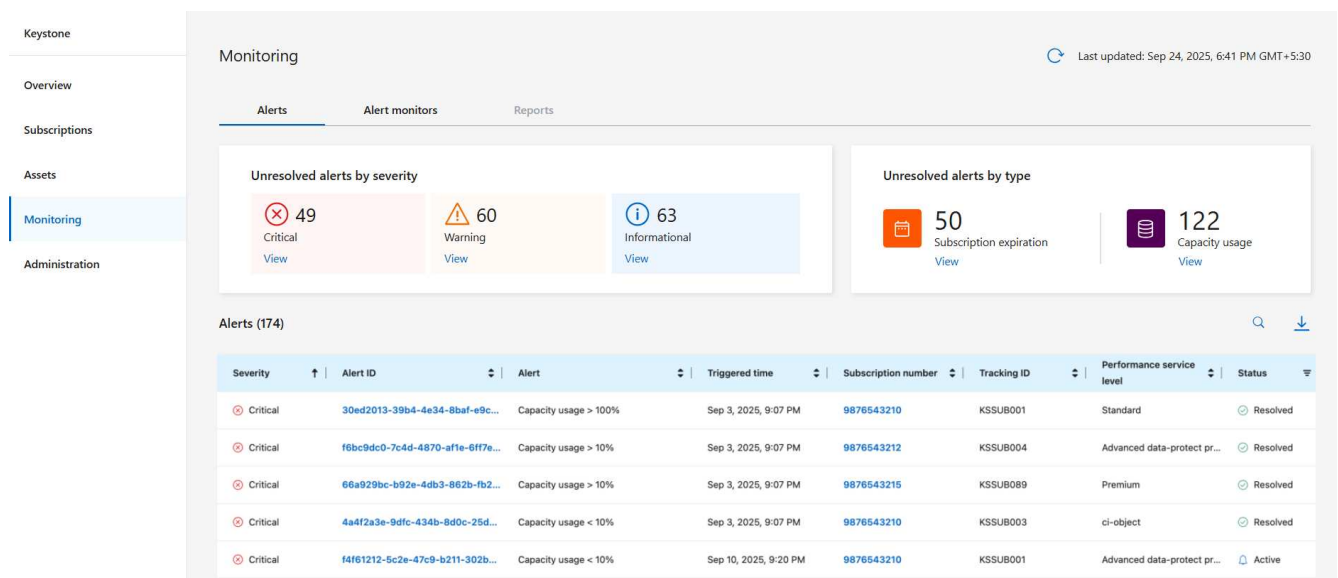 Keystone
Overview
Subscriptions
Assets
Monitoring
Administration
Monitoring
Last updated: Sep 24, 2025, 6:41 PM GMT+5:30
Alerts Alert monitors Reports
Unresolved alerts by severity
49 60 63
Critical Warning Informational
View View View
Unresolved alerts by type
50 122
Subscription expiration Capacity usage
View View
Alerts (174)
Severity Alert ID Alert Triggered time Subscription number Tracking ID Performance service level Status
Critical 30ed2013-39b4-4e34-8baf-e9c... Capacity usage > 100% Sep 3, 2025, 9:07 PM 9876543210 KSSUB001 Standard Resolved
Critical f6bc9dc0-7c4d-4870-af1e-6ff7e... Capacity usage > 10% Sep 3, 2025, 9:07 PM 9876543212 KSSUB004 Advanced data-protect pr... Resolved
Critical 66a929bc-b92e-4db3-862b-fb2... Capacity usage > 10% Sep 3, 2025, 9:07 PM 9876543215 KSSUB089 Premium Resolved
Critical 4a4f2a3e-9dfc-434b-8d0c-25d... Capacity usage < 10% Sep 3, 2025, 9:07 PM 9876543210 KSSUB003 ci-object Resolved
Critical f4f61212-5c2e-47c9-b211-302b... Capacity usage < 10% Sep 10, 2025, 9:20 PM 9876543210 KSSUB001 Advanced data-protect pr... Active